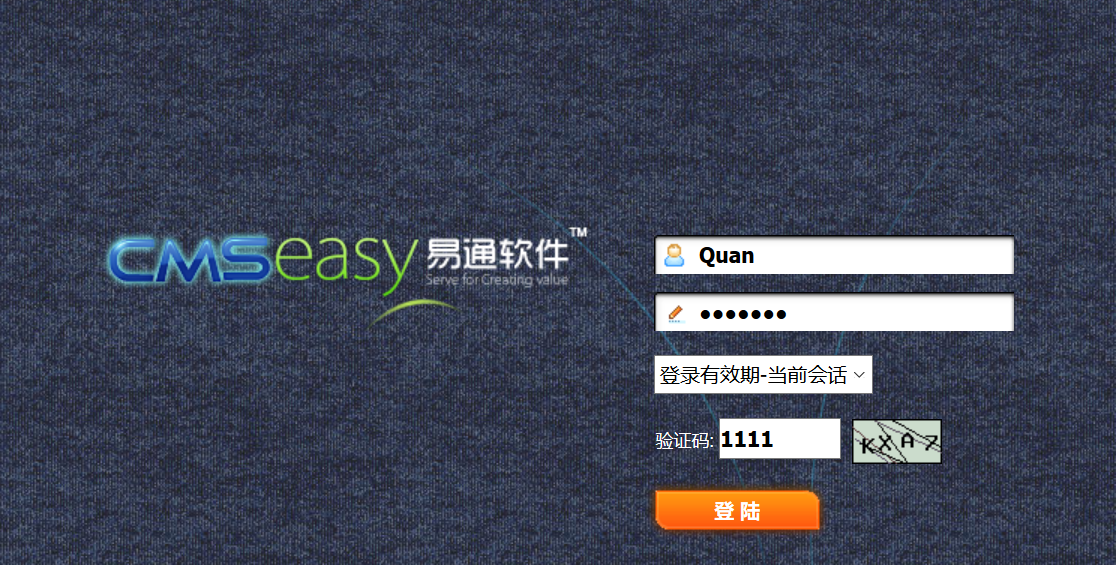 CMSeasy 易通软件™
Serve for Creating value
Quan
•••••••
登录有效期-当前会话
验证码: 1111 KXA7
登 陆